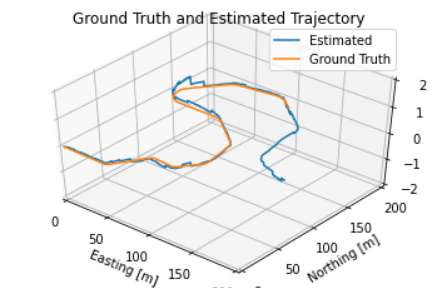 Ground Truth and Estimated Trajectory
Estimated
Ground Truth
2
1
0
−1
−2
0
50
100
150
Easting [m]
50
100
150
200
Northing [m]